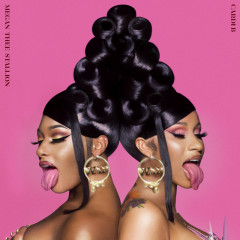 MEGAN THEE STALLION
CARDI B